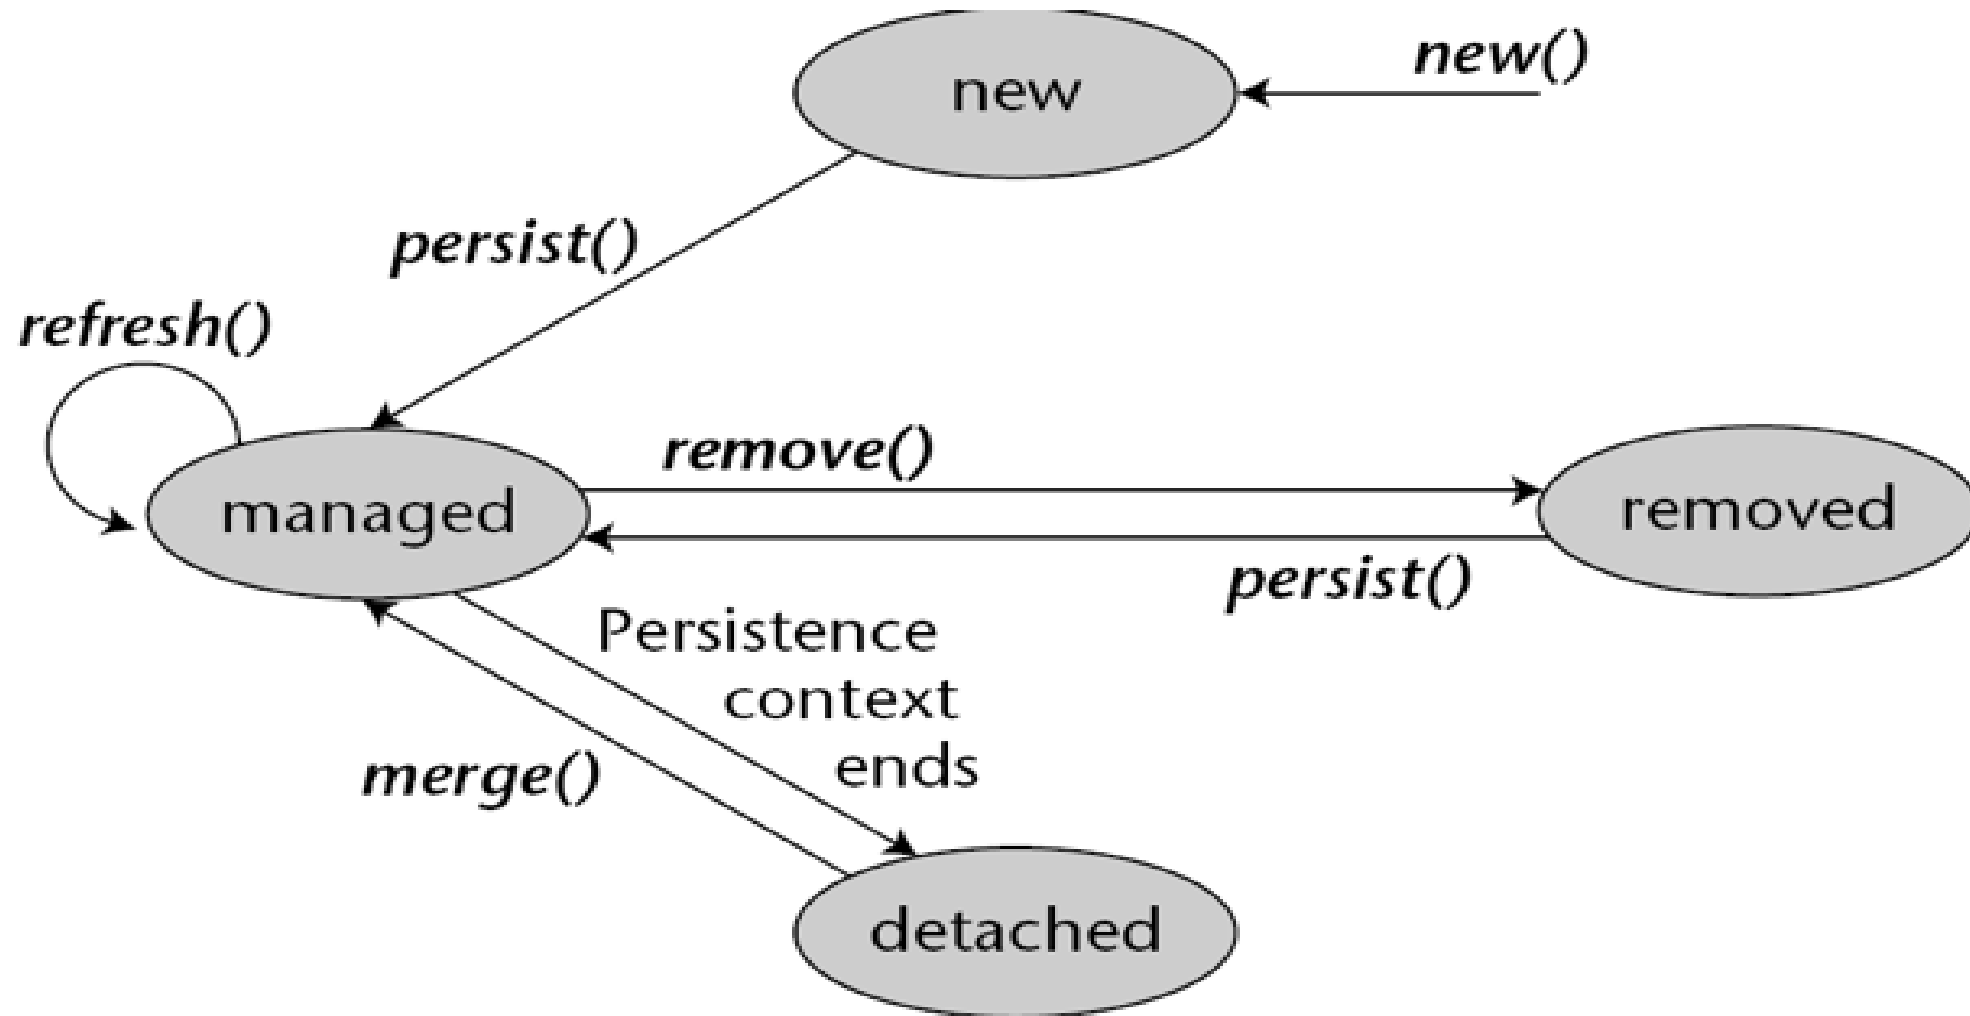 new()
new
persist()
refresh()
remove()
managed
removed
persist()
Persistence
context
ends
merge()
detached